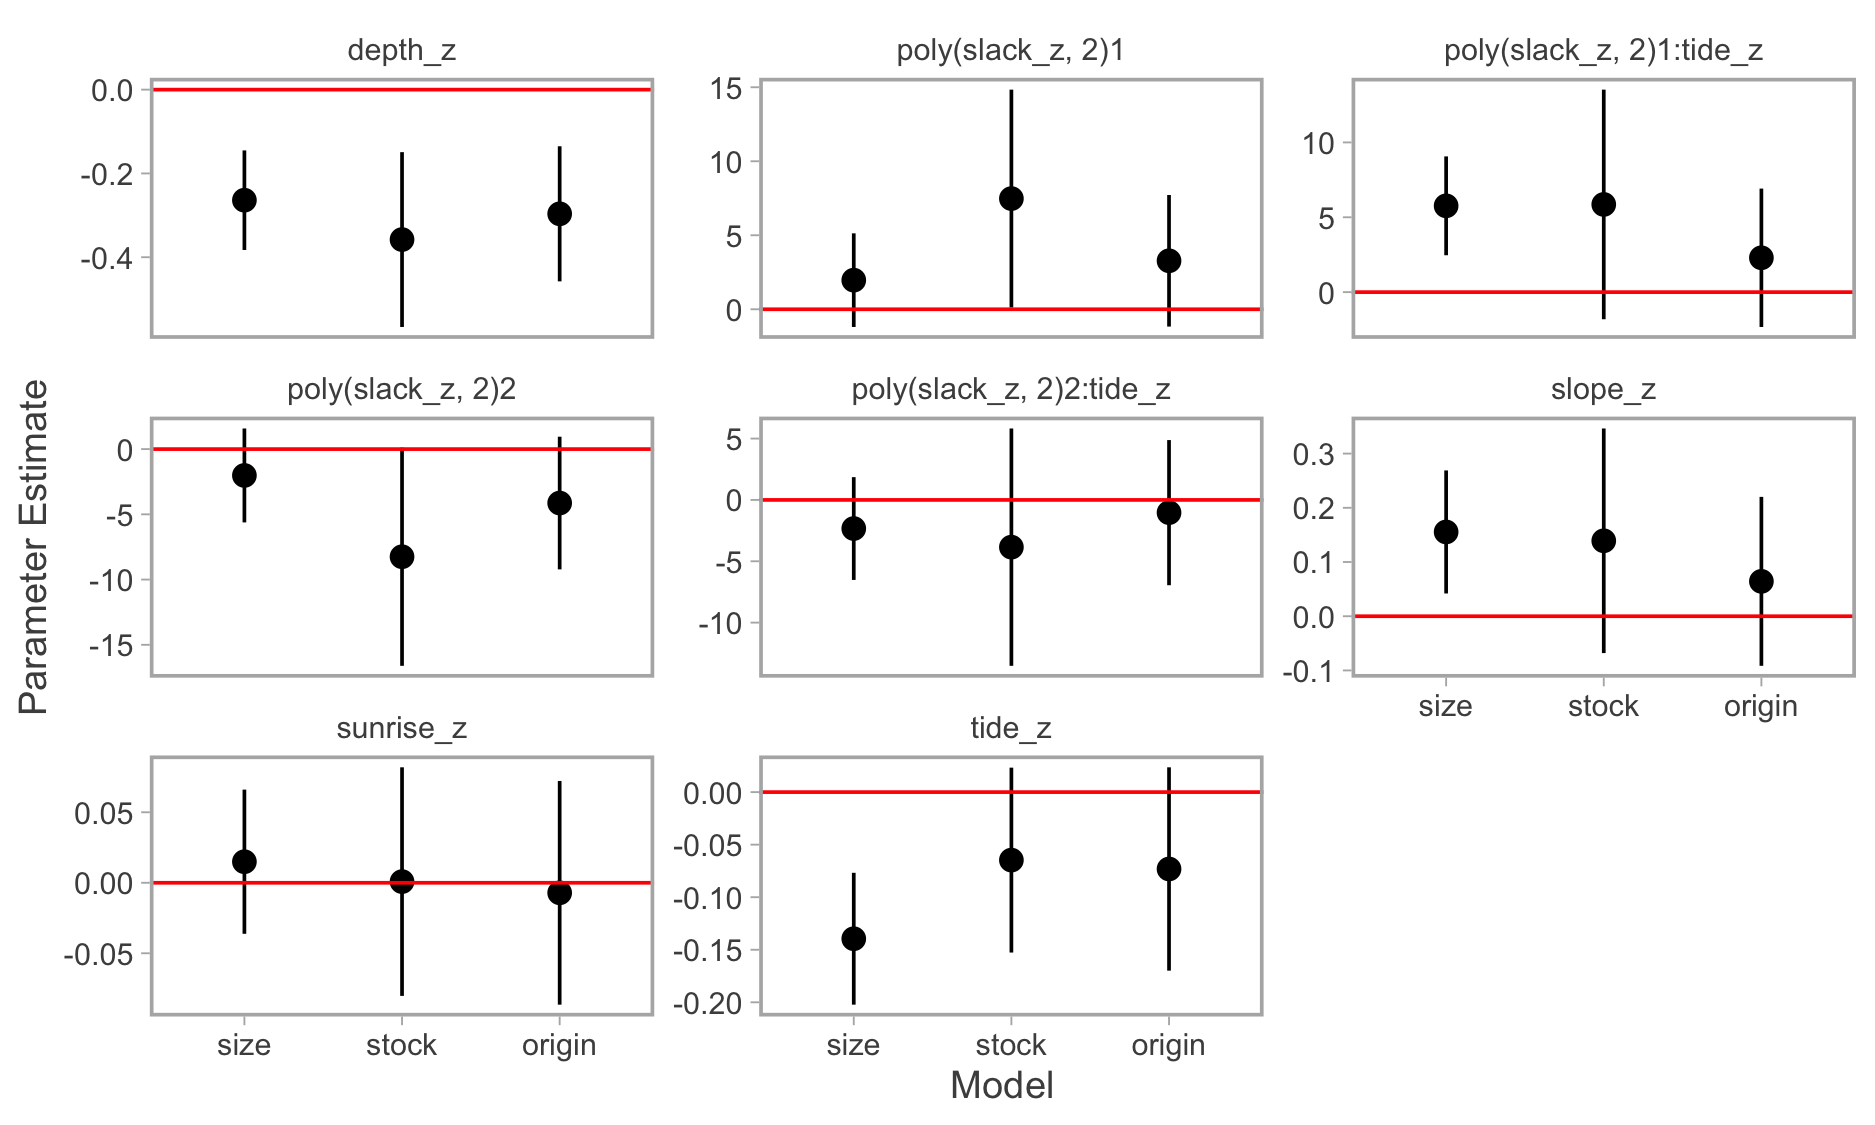 depth_z
poly(slack_z, 2)1
poly(slack_z, 2)1:tide_z
0.0
-0.2
-0.4
15
10
5
0
10
5
0
poly(slack_z, 2)2
poly(slack_z, 2)2:tide_z
slope_z
0
-5
-10
-15
5
0
-5
-10
0.3
0.2
0.1
0.0
-0.1
size stock origin
sunrise_z
tide_z
0.05
0.00
-0.05
0.00
-0.05
-0.10
-0.15
-0.20
size stock origin
size stock origin
Parameter Estimate
Model